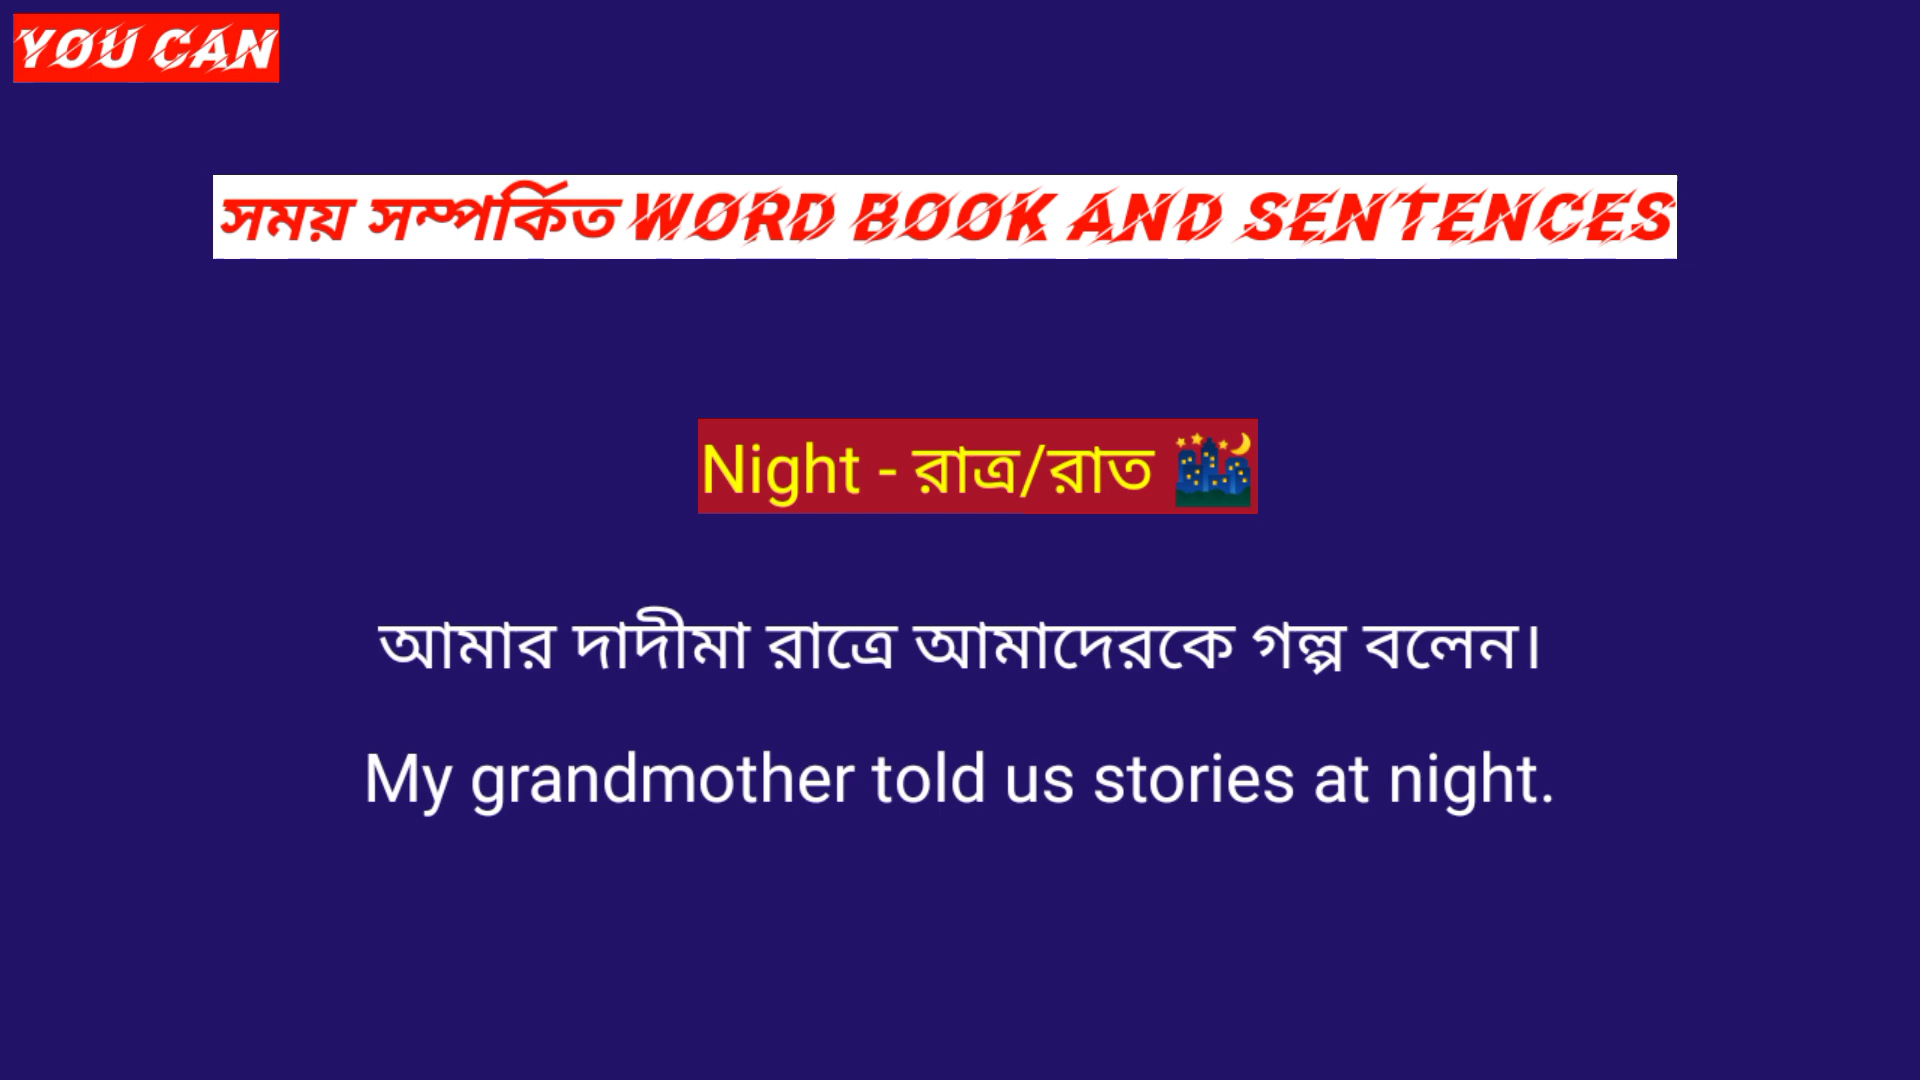 YOU CAN
সময় সম্পর্কিত WORD BOOK AND SENTENCES
Night - রাত্র/রাত 🌃
আমার দাদীমা রাত্রে আমাদেরকে গল্প বলেন।
My grandmother told us stories at night.